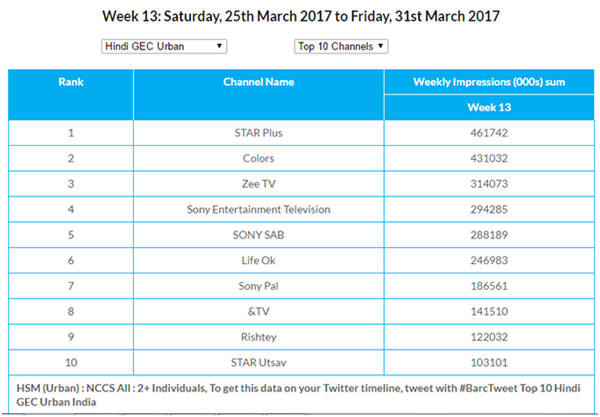 Week 13: Saturday, 25th March 2017 to Friday, 31st March 2017
Hindi GEC Urban Top 10 Channels
Rank Channel Name Weekly Impressions (000s) sum
Week 13
1 STAR Plus 461742
2 Colors 431032
3 Zee TV 314073
4 Sony Entertainment Television 294285
5 SONY SAB 288189
6 Life Ok 246983
7 Sony Pal 186561
8 &TV 141510
9 Rishtey 122032
10 STAR Utsav 103101
HSM (Urban) : NCCS All : 2+ Individuals, To get this data on your Twitter timeline, tweet with #BarcTweet Top 10 Hindi
GEC Urban India